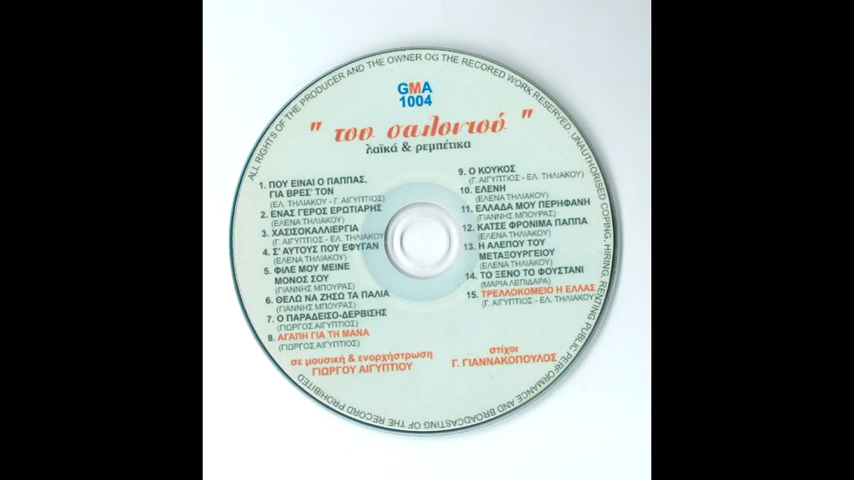 ALL RIGHTS OF THE PRODUCER AND THE OWNER OG THE RECORED WORK RESERVED. UNAUTHORISED COPING, HIRING, RENTING PUBLIC PERFORMANCE AND BROADCASTING OF THE RECORD PROHIBITED
GMA
1004
" του σαλονιού "
λαϊκά & ρεμπέτικα
1. ΠΟΥ ΕΙΝΑΙ Ο ΠΑΠΠΑΣ,
ΓΙΑ ΒΡΕΣ' ΤΟΝ
(ΕΛ. ΤΗΛΙΑΚΟΥ - Γ. ΑΙΓΥΠΤΙΟΣ)
2. ΕΝΑΣ ΓΕΡΟΣ ΕΡΩΤΙΑΡΗΣ
(ΕΛΕΝΑ ΤΗΛΙΑΚΟΥ)
3. ΧΑΣΙΣΟΚΑΛΛΙΕΡΓΙΑ
(Γ. ΑΙΓΥΠΤΙΟΣ - ΕΛ. ΤΗΛΙΑΚΟΥ)
4. Σ' ΑΥΤΟΥΣ ΠΟΥ ΕΦΥΓΑΝ
(ΕΛΕΝΑ ΤΗΛΙΑΚΟΥ)
5. ΦΙΛΕ ΜΟΥ ΜΕΙΝΕ
ΜΟΝΟΣ ΣΟΥ
(ΓΙΑΝΝΗΣ ΜΠΟΥΡΑΣ)
6. ΘΕΛΩ ΝΑ ΖΗΣΩ ΤΑ ΠΑΛΙΑ
(ΓΙΑΝΝΗΣ ΜΠΟΥΡΑΣ)
7. Ο ΠΑΡΑΔΕΙΣΟ-ΔΕΡΒΙΣΗΣ
(ΓΙΩΡΓΟΣ ΑΙΓΥΠΤΙΟΣ)
8. ΑΓΑΠΗ ΓΙΑ ΤΗ ΜΑΝΑ
(ΓΙΩΡΓΟΣ ΑΙΓΥΠΤΙΟΣ)
9. Ο ΚΟΥΚΟΣ
(Γ. ΑΙΓΥΠΤΙΟΣ - ΕΛ. ΤΗΛΙΑΚΟΥ)
10. ΕΛΕΝΗ
(ΕΛΕΝΑ ΤΗΛΙΑΚΟΥ)
11. ΕΛΛΑΔΑ ΜΟΥ ΠΕΡΗΦΑΝΗ
(ΓΙΑΝΝΗΣ ΜΠΟΥΡΑΣ)
12. ΚΑΤΣΕ ΦΡΟΝΙΜΑ ΠΑΠΠΑ
(ΕΛΕΝΑ ΤΗΛΙΑΚΟΥ)
13. Η ΑΛΕΠΟΥ ΤΟΥ
ΜΕΤΑΞΟΥΡΓΕΙΟΥ
(ΕΛΕΝΑ ΤΗΛΙΑΚΟΥ)
14. ΤΟ ΞΕΝΟ ΤΟ ΦΟΥΣΤΑΝΙ
(ΜΑΡΙΑ ΛΕΠΙΔΑΡΑ)
15. ΤΡΕΛΛΟΚΟΜΕΙΟ Η ΕΛΛΑΣ
(Γ. ΑΙΓΥΠΤΙΟΣ - ΕΛ. ΤΗΛΙΑΚΟΥ)
σε μουσική & ενορχήστρωση
ΓΙΩΡΓΟΥ ΑΙΓΥΠΤΙΟΥ
στίχοι
Γ. ΓΙΑΝΝΑΚΟΠΟΥΛΟΣ